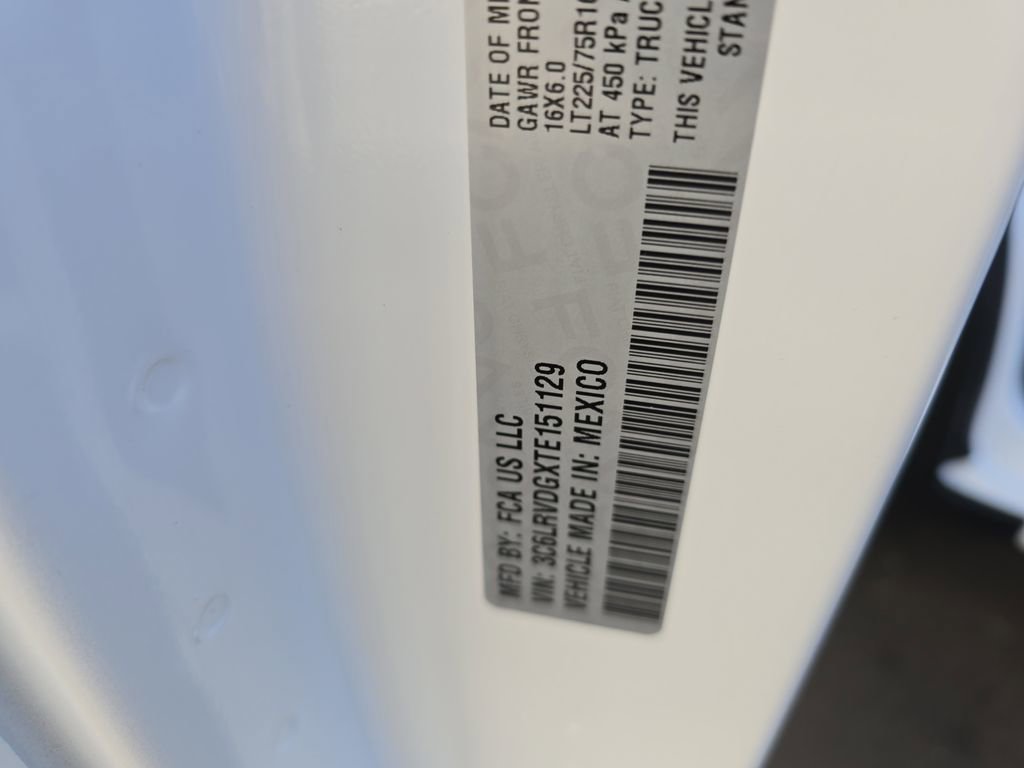 MFD BY: FCA US LLC
VIN: 3C6LRVDGXTE151129
VEHICLE MADE IN: MEXICO
DATE OF
GAWR FRON
16X6.0
LT225/75R16
AT 450 kPa
TYPE: TRUC
THIS VEHICL
STAN